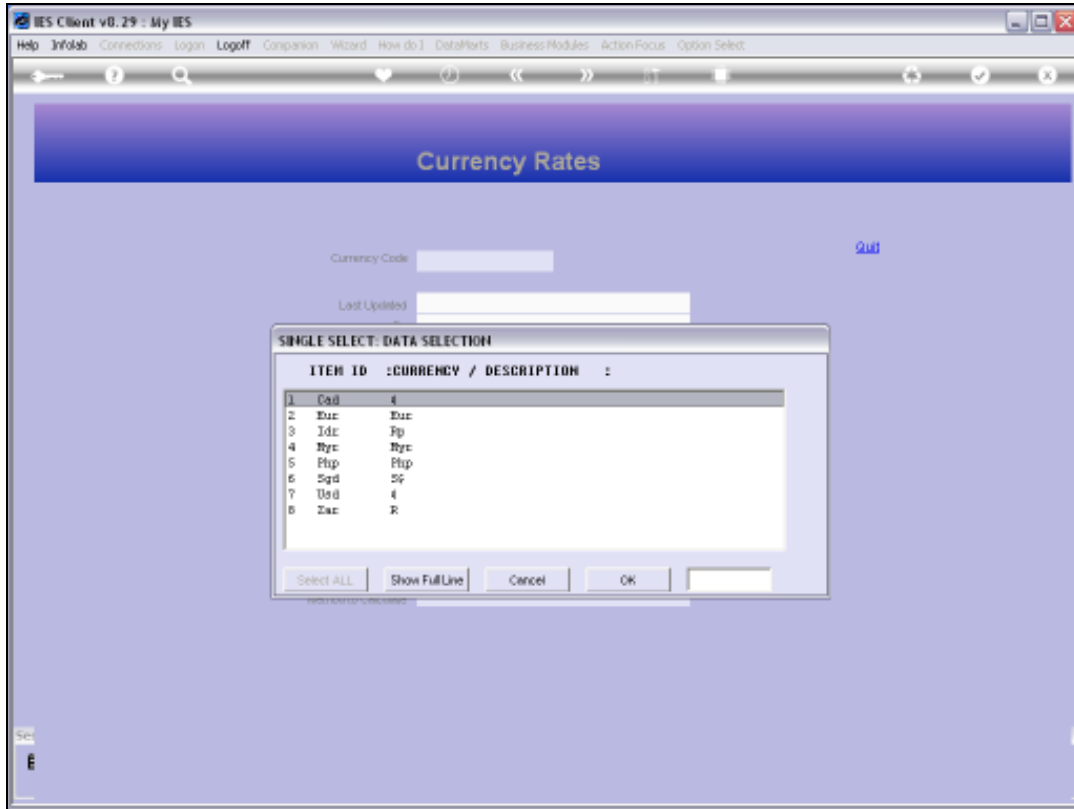 IES Client v8.29 : My IES
Help Infolab Connections Logon Logoff Companion Wizard How do I DataMarts Business Modules Action Focus Option Select
Currency Rates
Quit
Currency Code
Last Updated
SINGLE SELECT: DATA SELECTION
ITEM ID :CURRENCY / DESCRIPTION :
1 Cad
2 Eur Eur
3 Idr Rp
4 Myr Myr
5 Php Php
6 Sgd S$
7 Usd
8 Zar R
Select ALL Show Full Line Cancel OK
Method to Calculate